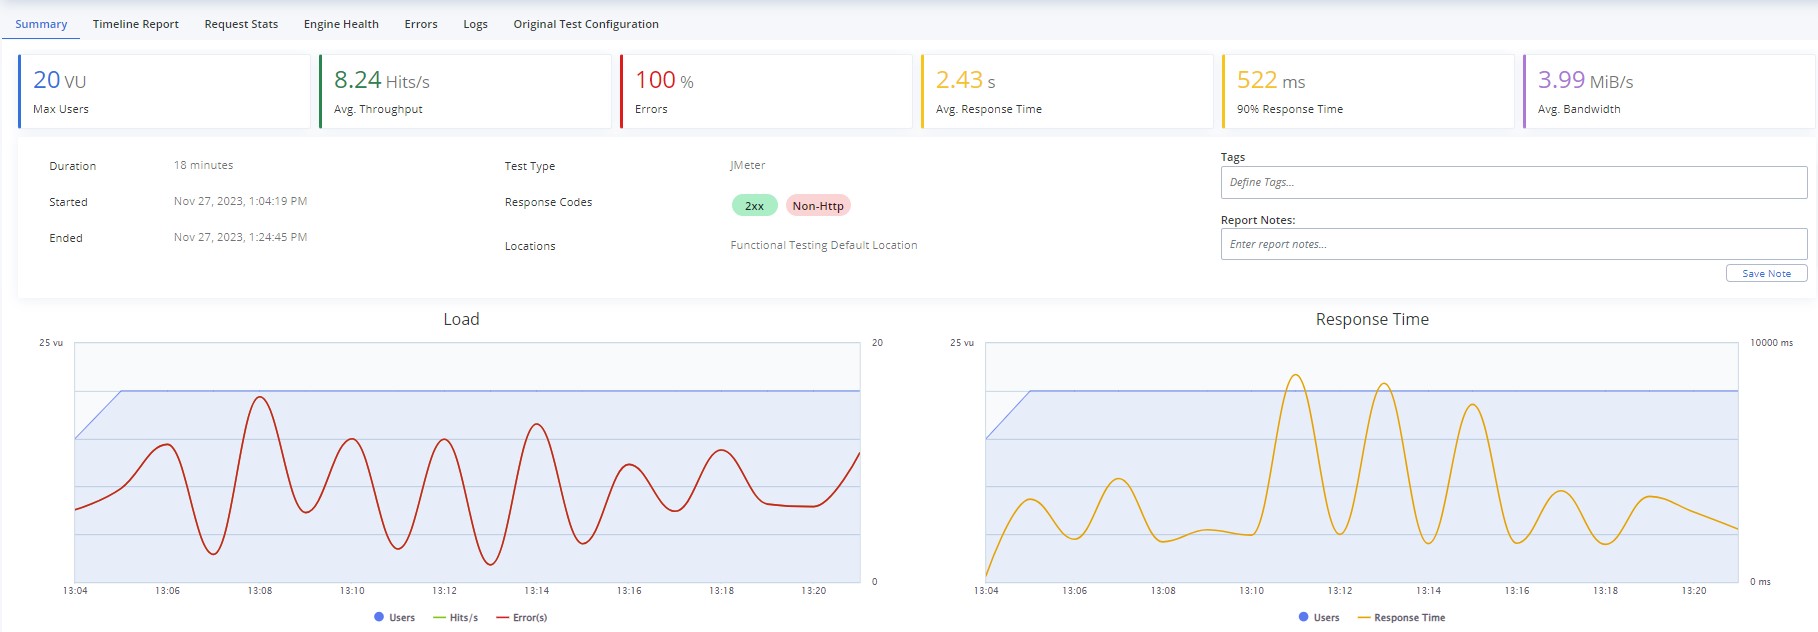 Summary Timeline Report Request Stats Engine Health Errors Logs Original Test Configuration
20 VU 8.24 Hits/s 100 % 2.43 s 522 ms 3.99 MiB/s
Max Users Avg. Throughput Errors Avg. Response Time 90% Response Time Avg. Bandwidth
Duration 18 minutes
Started Nov 27, 2023, 1:04:19 PM
Ended Nov 27, 2023, 1:24:45 PM
Test Type JMeter
Response Codes 2xx Non-Http
Locations Functional Testing Default Location
Tags
Define Tags...
Report Notes:
Enter report notes...
Save Note
Load
25 vu 20
0
13:04 13:06 13:08 13:10 13:12 13:14 13:16 13:18 13:20
Users Hits/s Error(s)
Response Time
25 vu 10000 ms
0 ms
13:04 13:06 13:08 13:10 13:12 13:14 13:16 13:18 13:20
Users Response Time